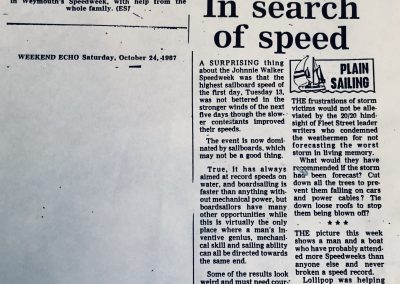 in Weymouth's Speedweek, with help from the
whole family. (ES)
WEEKEND ECHO Saturday, October 24, 1987
In search
of speed
A SURPRISING thing
about the Johnnie Walker
Speedweek was that the
highest sailboard speed of
the first day, Tuesday 13,
was not bettered in the
stronger winds of the next
five days though the slow-
er contestants improved
their speeds.
The event is now dom-
inated by sailboards, which
may not be a good thing.
True, it has always
aimed at record speeds on
water, and boardsailing is
faster than anything with-
out mechanical power, but
boardsailors have many
other opportunities while
this is virtually the only
place where a man's in-
ventive genius, mechani-
cal skill and sailing ability
can all be directed towards
the same end.
Some of the results look
weird and must need cour-
PLAIN
SAILING
THE frustrations of storm
victims would not be alle-
viated by the 20/20 hind-
sight of Fleet Street leader
writers who condemned
the weathermen for not
forecasting the worst
storm in living memory.
What would they have
recommended if the storm
had been forecast? Cut
down all the trees to pre-
vent them falling on cars
and power cables? Tie
down loose roofs to stop
them being blown off?
★ ★ ★
THE picture this week
shows a man and a boat
who have probably attend-
ed more Speedweeks than
anyone else and never
broken a speed record.
Lollipop was helping